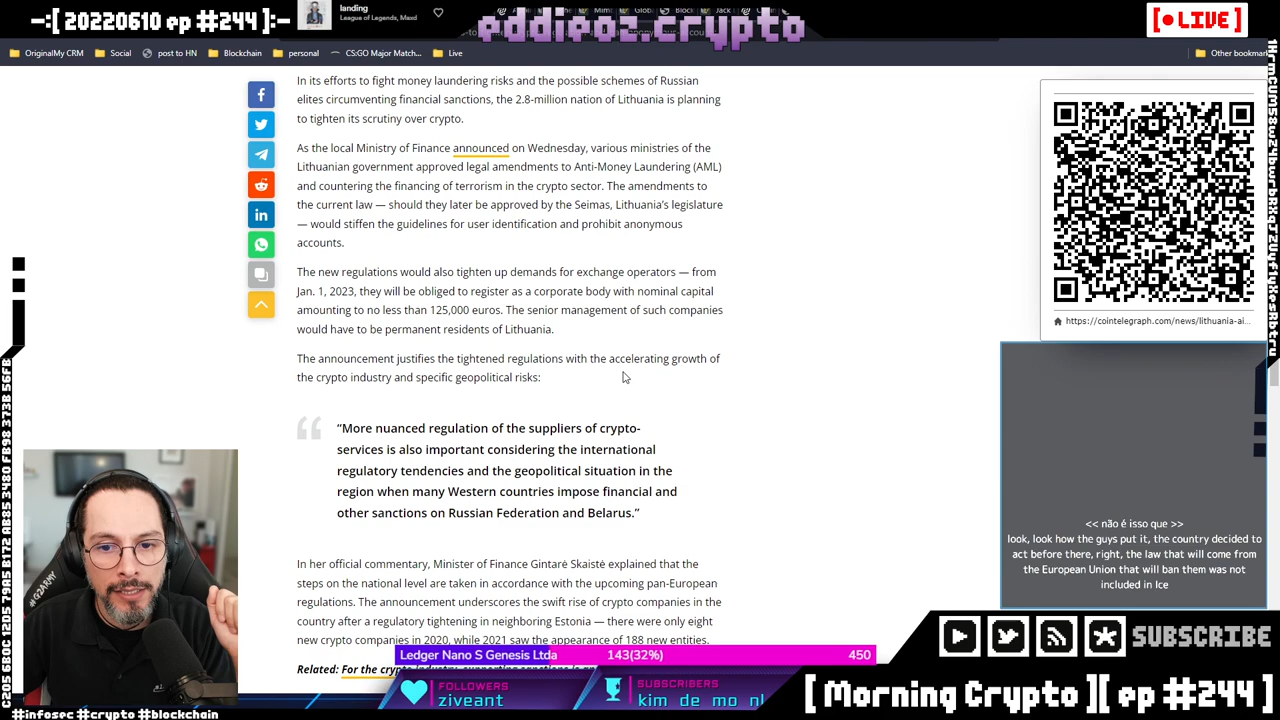 -:[ 20220610 ep #244 ]:-
landing
League of Legends, Mxxd
eddieoz.crypto
[●LIVE]
OriginalMy CRM
Social
post to HN
Blockchain
personal
CS:GO Major Match...
Live
Other bookmar
In its efforts to fight money laundering risks and the possible schemes of Russian
elites circumventing financial sanctions, the 2.8-million nation of Lithuania is planning
to tighten its scrutiny over crypto.
As the local Ministry of Finance announced on Wednesday, various ministries of the
Lithuanian government approved legal amendments to Anti-Money Laundering (AML)
and countering the financing of terrorism in the crypto sector. The amendments to
the current law — should they later be approved by the Seimas, Lithuania’s legislature
— would stiffen the guidelines for user identification and prohibit anonymous
accounts.
The new regulations would also tighten up demands for exchange operators — from
Jan. 1, 2023, they will be obliged to register as a corporate body with nominal capital
amounting to no less than 125,000 euros. The senior management of such companies
would have to be permanent residents of Lithuania.
The announcement justifies the tightened regulations with the accelerating growth of
the crypto industry and specific geopolitical risks:
“More nuanced regulation of the suppliers of crypto-
services is also important considering the international
regulatory tendencies and the geopolitical situation in the
region when many Western countries impose financial and
other sanctions on Russian Federation and Belarus.”
In her official commentary, Minister of Finance Gintarė Skaistė explained that the
steps on the national level are taken in accordance with the upcoming pan-European
regulations. The announcement underscores the swift rise of crypto companies in the
country after a regulatory tightening in neighboring Estonia — there were only eight
new crypto companies in 2020, while 2021 saw the appearance of 188 new entities.
Related: For the crypto industry, supporting sanctions is an
https://cointelegraph.com/news/lithuania-ai...
<< não é isso que >>
look, look how the guys put it, the country decided to
act before there, right, the law that will come from
the European Union that will ban them was not
included in Ice
#G2ARMY
Ledger Nano S Genesis Ltda
143(32%)
450
FOLLOWERS
ziveant
SUBSCRIBERS
kim_de_mo_nl
SUBSCRIBE
[ Morning Crypto ][ ep #244 ]
#infosec #crypto #blockchain